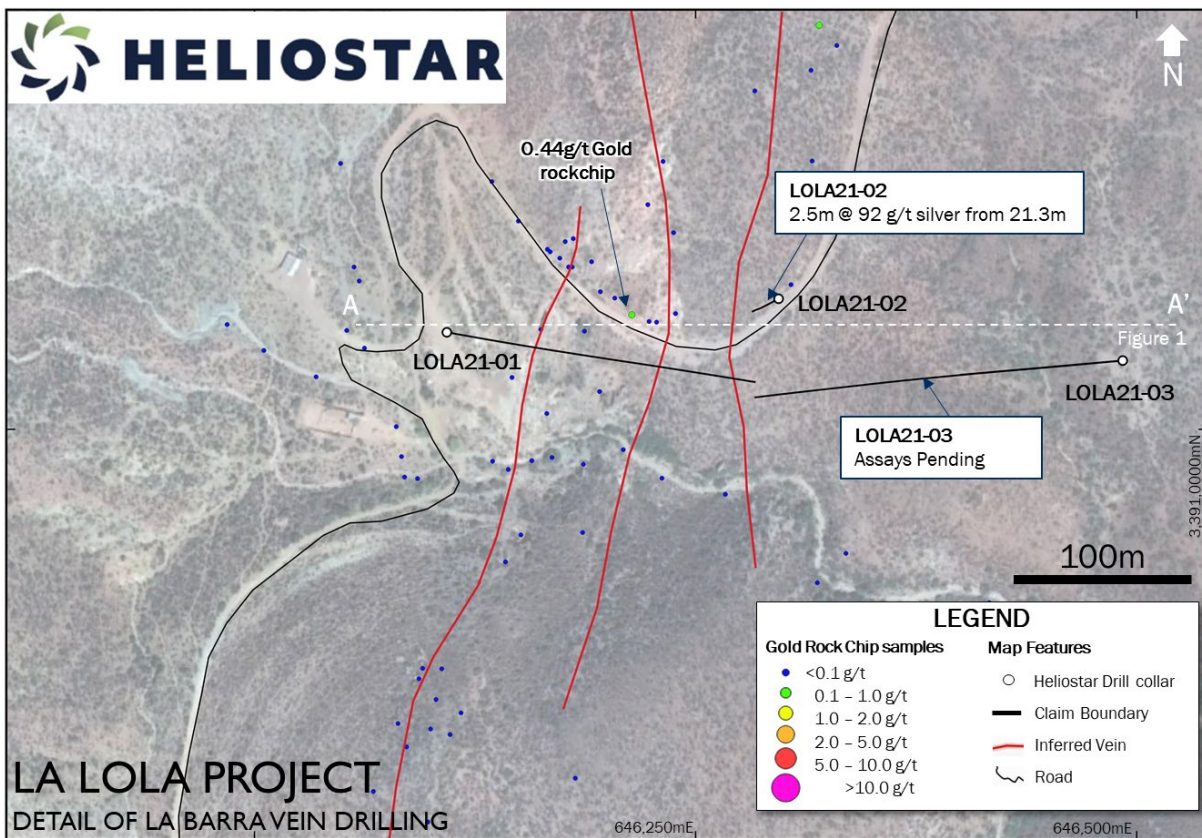 HELIOSTAR
N
0.44g/t Gold
rockchip
LOLA21-02
2.5m @ 92 g/t silver from 21.3m
A
A'
LOLA21-02
Figure 1
LOLA21-01
LOLA21-03
LOLA21-03
Assays Pending
3,391,0000mN
100m
LEGEND
Gold Rock Chip samples
<0.1 g/t
0.1 – 1.0 g/t
1.0 – 2.0 g/t
2.0 – 5.0 g/t
5.0 – 10.0 g/t
>10.0 g/t
Map Features
Heliostar Drill collar
Claim Boundary
Inferred Vein
Road
LA LOLA PROJECT
DETAIL OF LA BARRA VEIN DRILLING
646,250mE
646,500mE